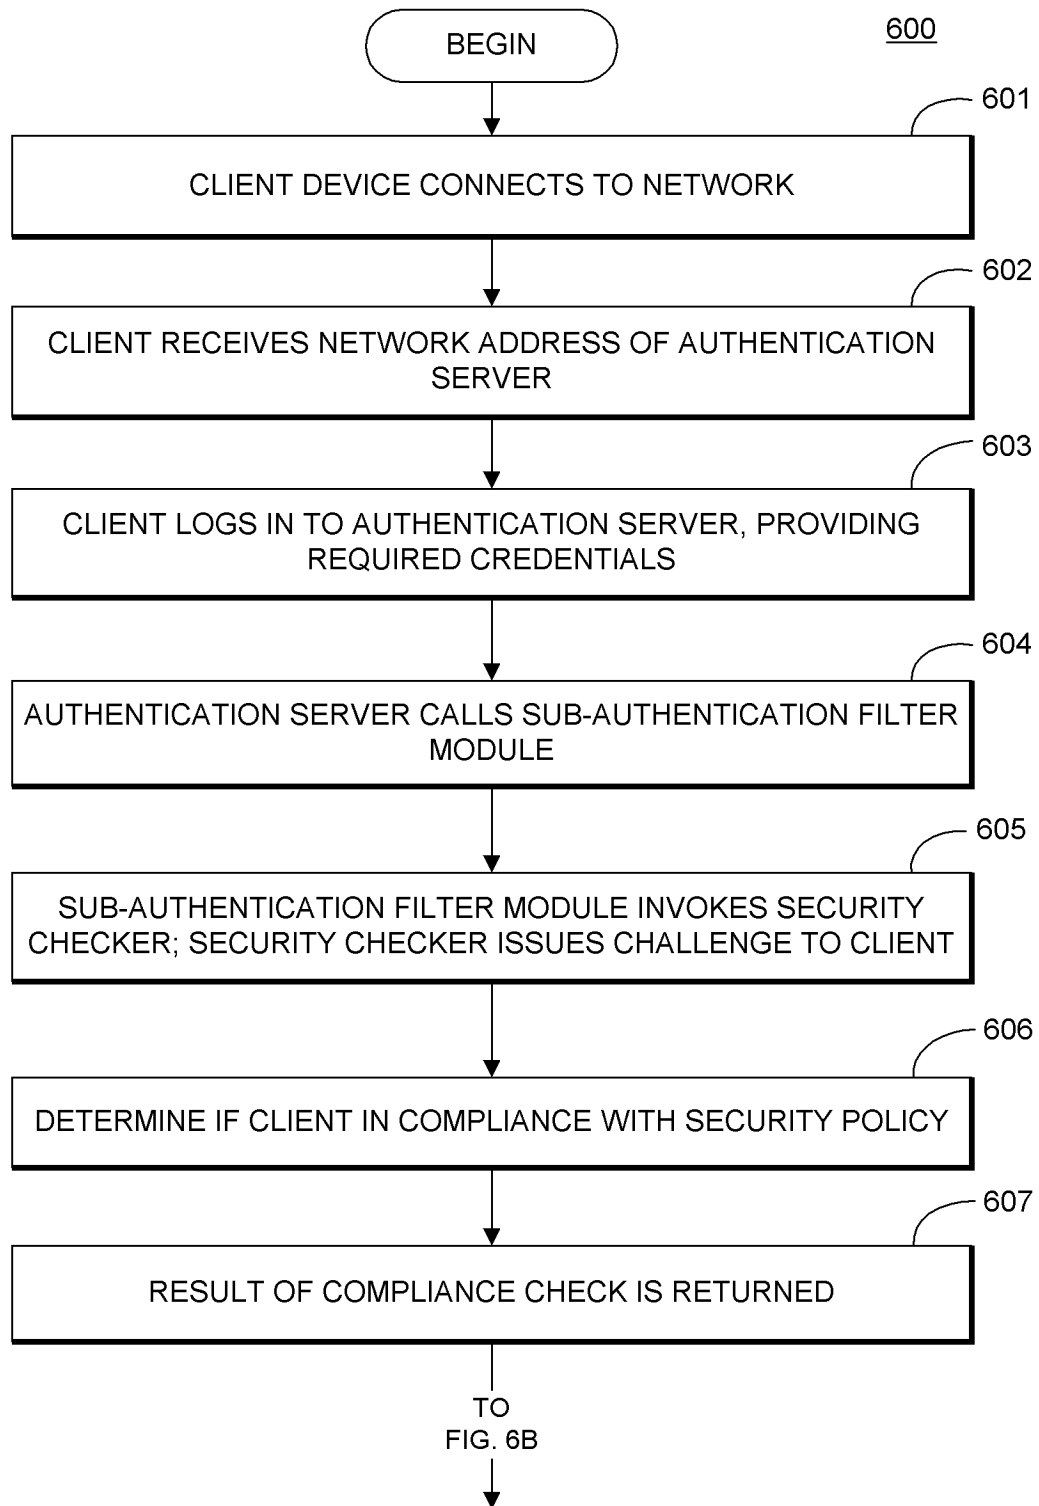 BEGIN
600
601
CLIENT DEVICE CONNECTS TO NETWORK
602
CLIENT RECEIVES NETWORK ADDRESS OF AUTHENTICATION
SERVER
603
CLIENT LOGS IN TO AUTHENTICATION SERVER, PROVIDING
REQUIRED CREDENTIALS
604
AUTHENTICATION SERVER CALLS SUB-AUTHENTICATION FILTER
MODULE
605
SUB-AUTHENTICATION FILTER MODULE INVOKES SECURITY
CHECKER; SECURITY CHECKER ISSUES CHALLENGE TO CLIENT
606
DETERMINE IF CLIENT IN COMPLIANCE WITH SECURITY POLICY
607
RESULT OF COMPLIANCE CHECK IS RETURNED
TO
FIG. 6B